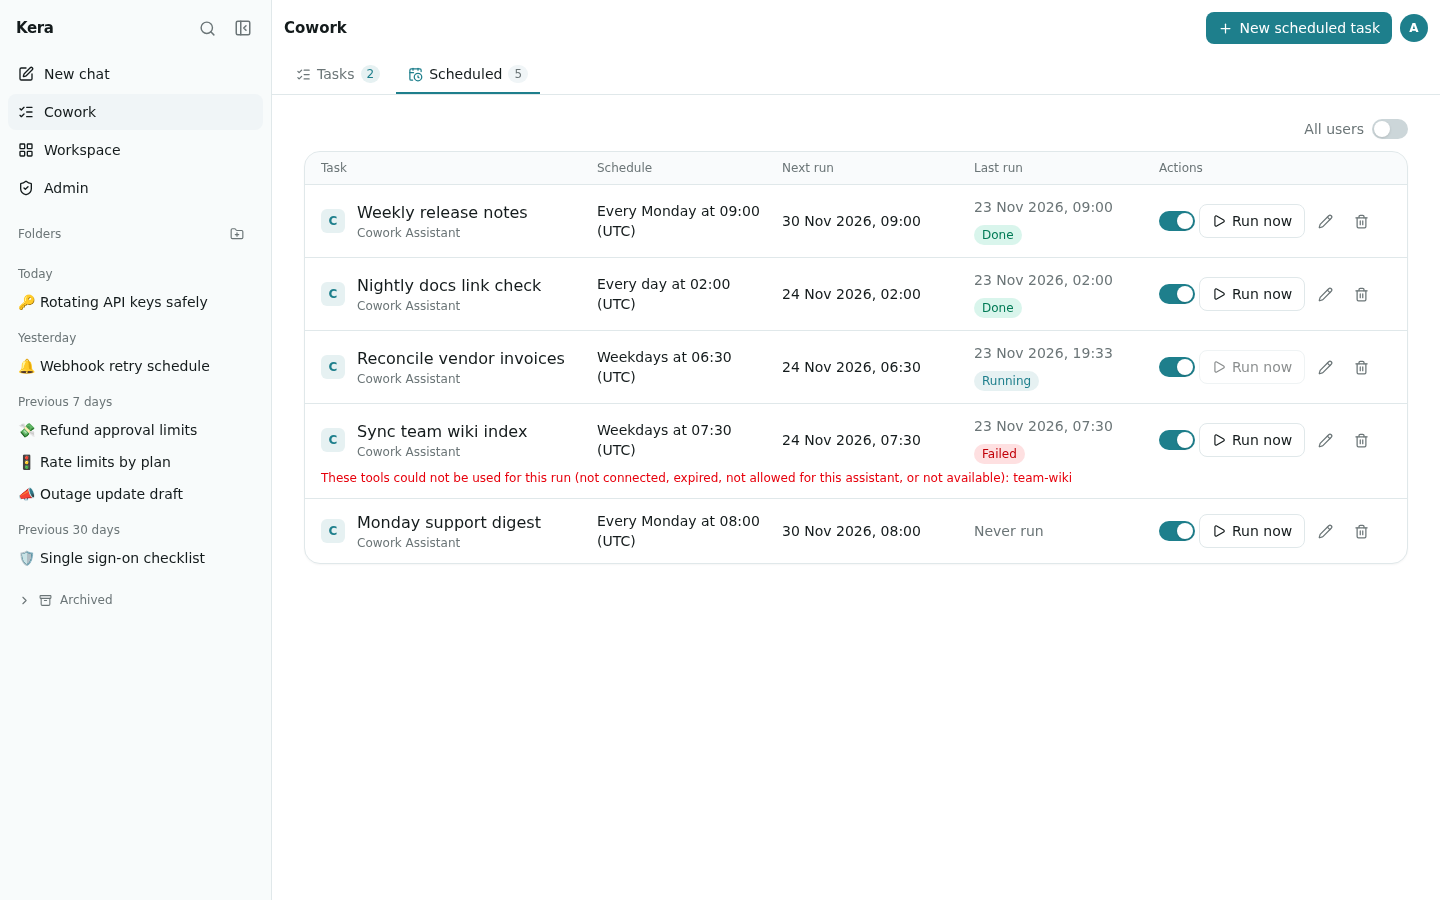 Kera
New chat
Cowork
Workspace
Admin
Folders
Today
🔑 Rotating API keys safely
Yesterday
🔔 Webhook retry schedule
Previous 7 days
💸 Refund approval limits
🚦 Rate limits by plan
📣 Outage update draft
Previous 30 days
🛡️ Single sign-on checklist
Archived
Cowork
New scheduled task
A
Tasks 2
Scheduled 5
All users
Task Schedule Next run Last run Actions
C
Weekly release notes
Cowork Assistant
Every Monday at 09:00
(UTC)
30 Nov 2026, 09:00
23 Nov 2026, 09:00
Done
Run now
C
Nightly docs link check
Cowork Assistant
Every day at 02:00
(UTC)
24 Nov 2026, 02:00
23 Nov 2026, 02:00
Done
Run now
C
Reconcile vendor invoices
Cowork Assistant
Weekdays at 06:30
(UTC)
24 Nov 2026, 06:30
23 Nov 2026, 19:33
Running
Run now
C
Sync team wiki index
Cowork Assistant
Weekdays at 07:30
(UTC)
24 Nov 2026, 07:30
23 Nov 2026, 07:30
Failed
Run now
These tools could not be used for this run (not connected, expired, not allowed for this assistant, or not available): team-wiki
C
Monday support digest
Cowork Assistant
Every Monday at 08:00
(UTC)
30 Nov 2026, 08:00
Never run
Run now